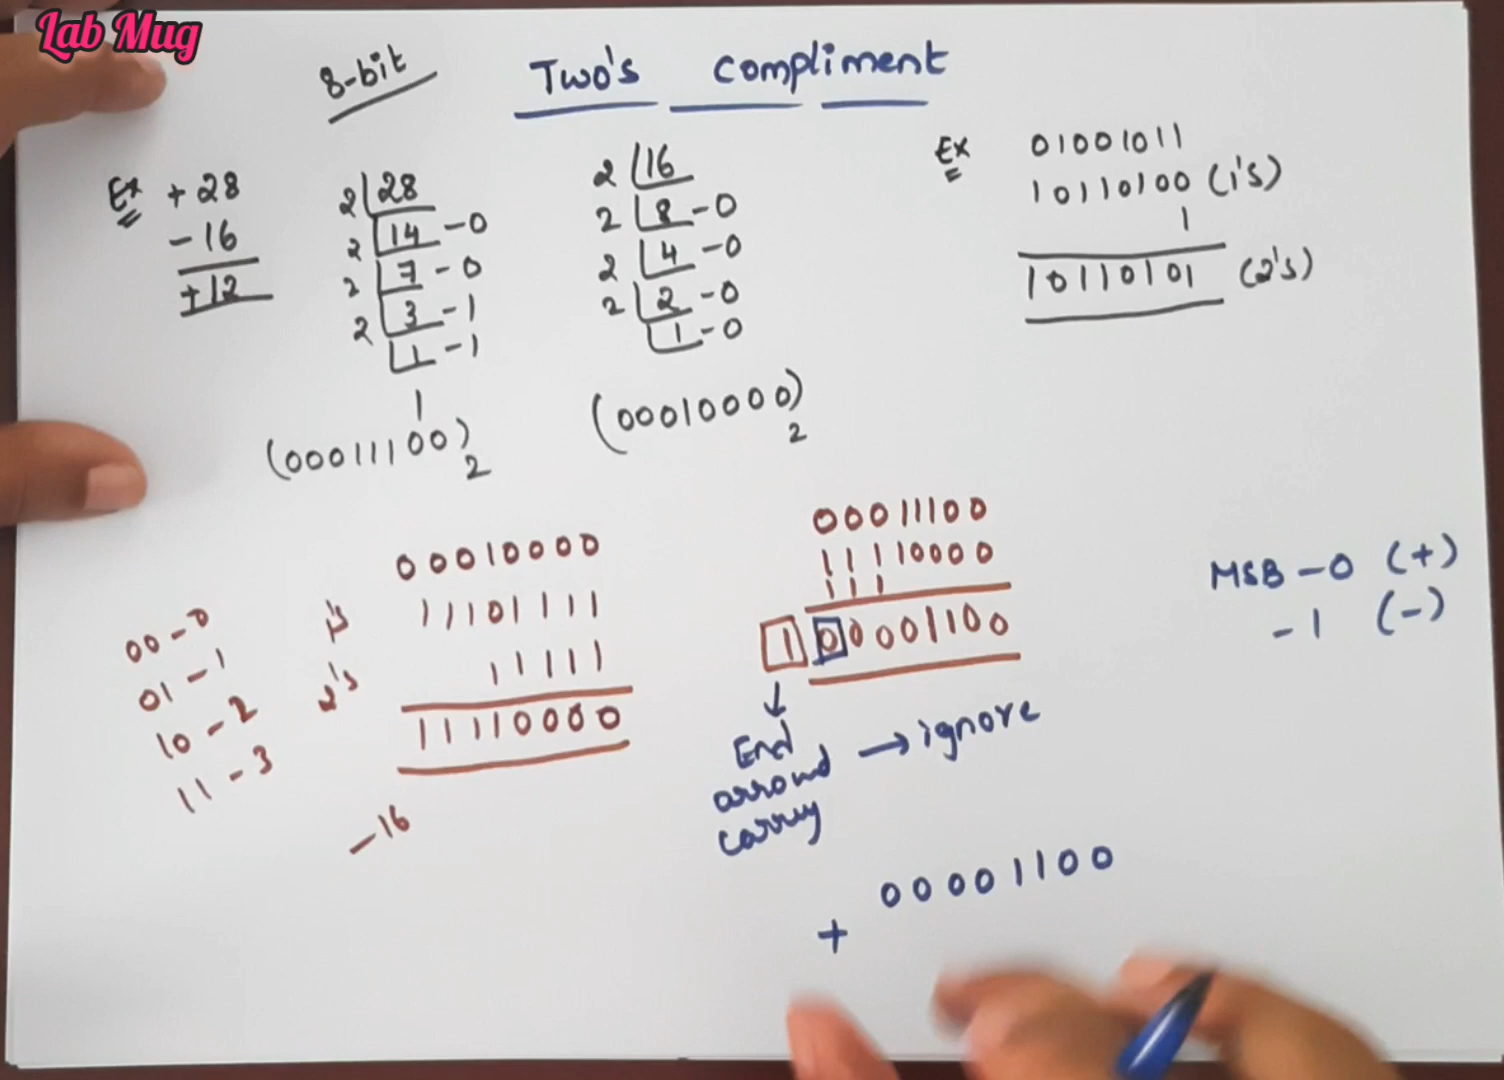 Lab Mug
8-bit
Two's compliment
Ex +28
-16
+12
2 28
2 14 -0
2 7 -0
2 3 -1
1 -1
1
(00011100)2
2 16
2 8 -0
2 4 -0
2 2 -0
1 -0
(00010000)2
Ex 01001011
10110100 (1's)
1
10110101 (2's)
00 - 0
01 - 1
10 - 2
11 - 3
00010000
1's 11101111
2's 11111
11110000
-16
00011100
11110000
111
1 00001100
End arround carry → ignore
MSB - 0 (+)
- 1 (-)
00001100
+